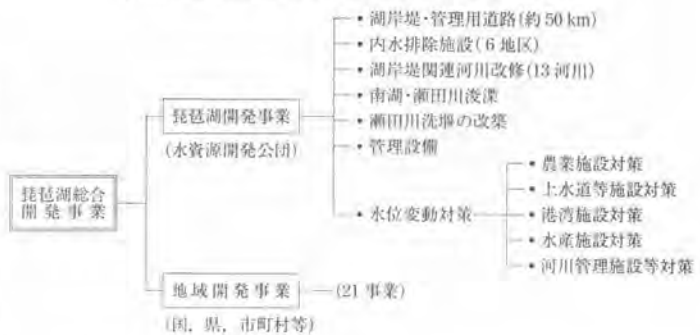 琵琶湖総合
開発事業
琵琶湖開発事業
(水資源開発公団)
・湖岸堤・管理用道路(約50 km)
・内水排除施設(6地区)
・湖岸堤関連河川改修(13河川)
・南湖・瀬田川浚渫
・瀬田川洗堰の改築
・管理設備
・水位変動対策
・農業施設対策
・上水道等施設対策
・港湾施設対策
・水産施設対策
・河川管理施設等対策
地域開発事業
(21事業)
(国，県，市町村等)